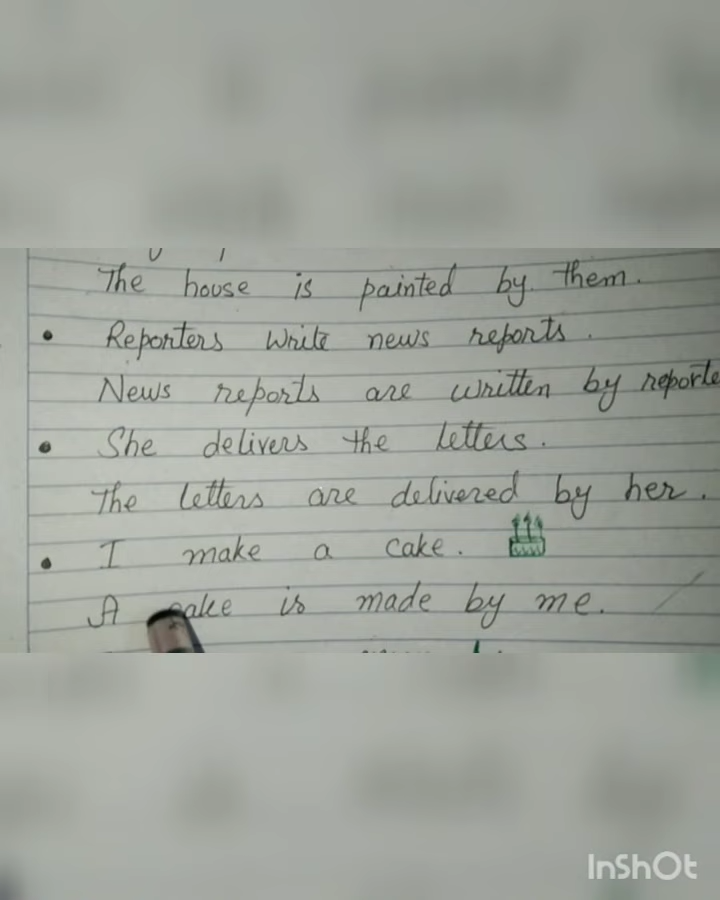 The house is painted by them.
• Reporters write news reports.
News reports are written by reporte
• She delivers the letters.
The letters are delivered by her.
• I make a cake.
A cake is made by me.
InShOt